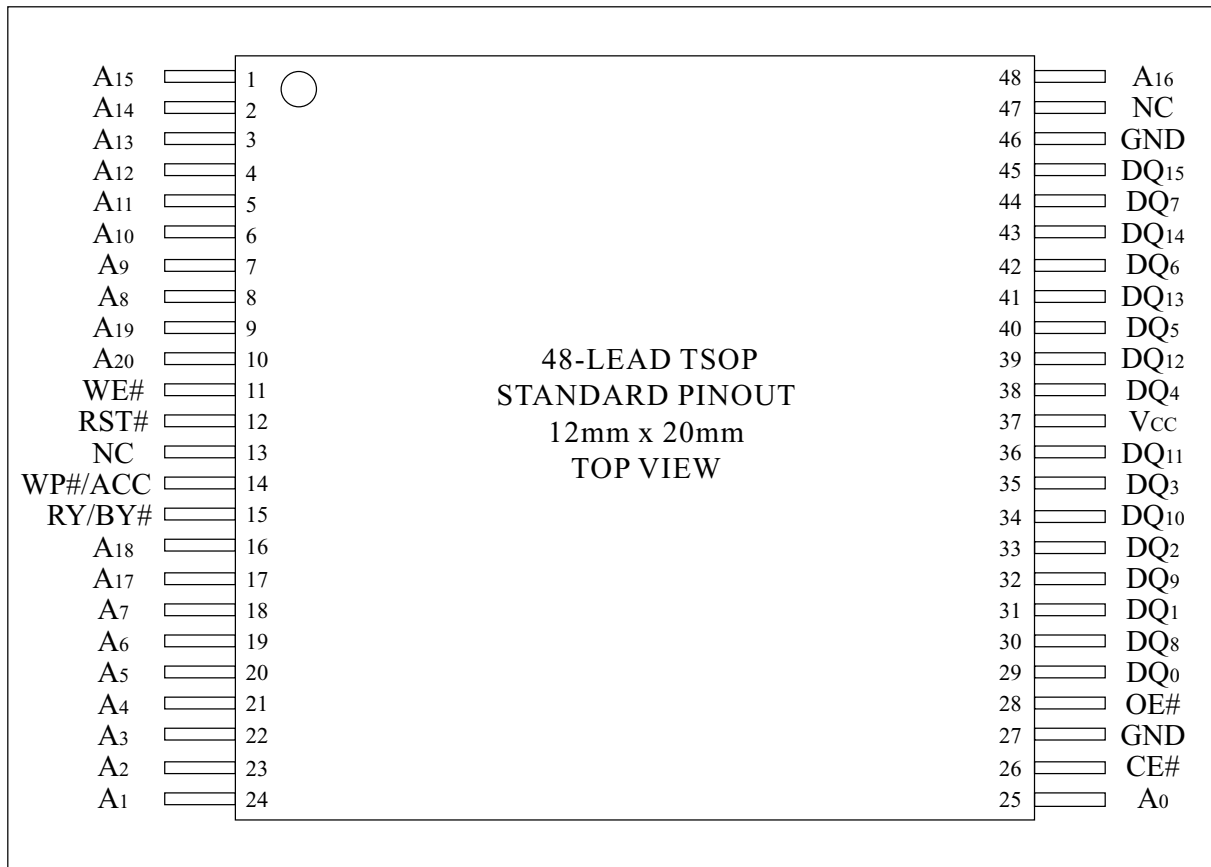 A15 1 48 A16
A14 2 47 NC
A13 3 46 GND
A12 4 45 DQ15
A11 5 44 DQ7
A10 6 43 DQ14
A9 7 42 DQ6
A8 8 41 DQ13
A19 9 40 DQ5
A20 10 39 DQ12
WE# 11 38 DQ4
RST# 12 37 VCC
NC 13 36 DQ11
WP#/ACC 14 35 DQ3
RY/BY# 15 34 DQ10
A18 16 33 DQ2
A17 17 32 DQ9
A7 18 31 DQ1
A6 19 30 DQ8
A5 20 29 DQ0
A4 21 28 OE#
A3 22 27 GND
A2 23 26 CE#
A1 24 25 A0
48-LEAD TSOP
STANDARD PINOUT
12mm x 20mm
TOP VIEW